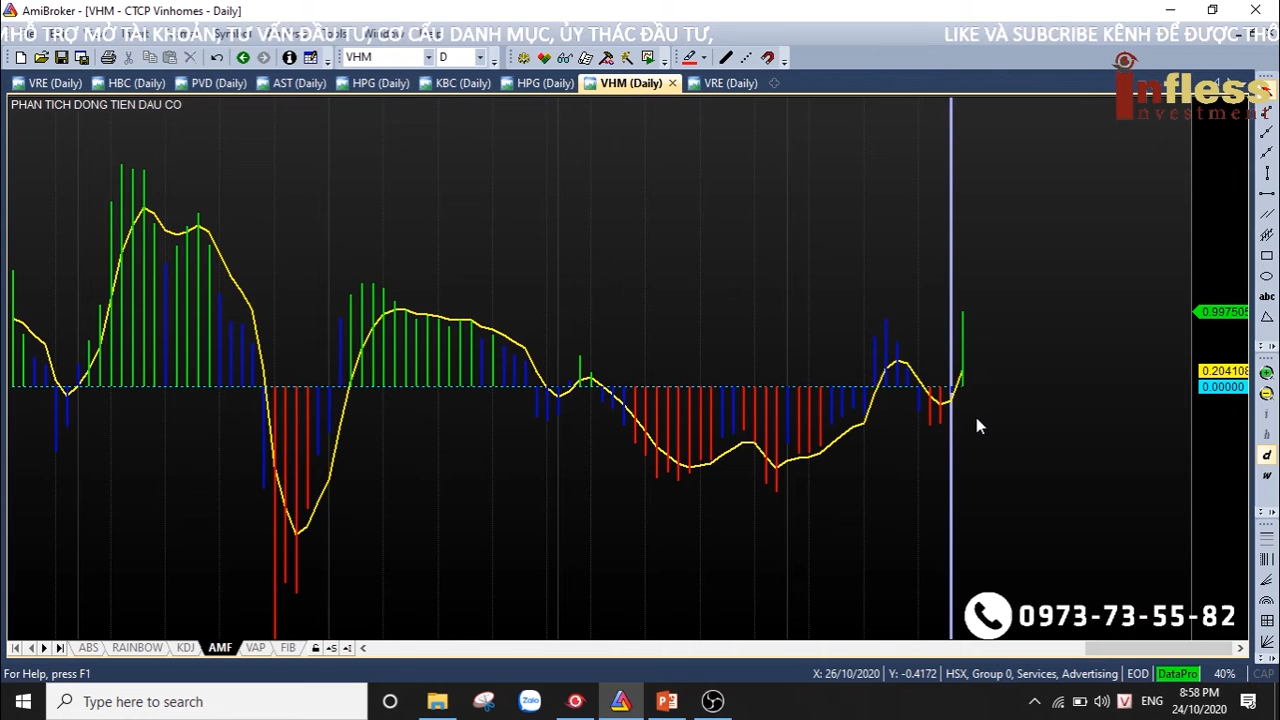 AmiBroker - [VHM - CTCP Vinhomes - Daily]
HỖ TRỢ MỞ TÀI KHOẢN, TƯ VẤN ĐẦU TƯ, CƠ CẤU DANH MỤC, ỦY THÁC ĐẦU TƯ,
LIKE VÀ SUBCRIBE KÊNH ĐỂ ĐƯỢC THÔ
VHM
D
VRE (Daily) HBC (Daily) PVD (Daily) AST (Daily) HPG (Daily) KBC (Daily) HPG (Daily) VHM (Daily) VRE (Daily)
Infless
Investment
PHAN TICH DONG TIEN DAU CO
abc
0.997505
0.204108
0.00000
i
h
d
w
0973-73-55-82
ABS RAINBOW KDJ AMF VAP FIB
For Help, press F1
X: 26/10/2020 Y: -0.4172 HSX, Group 0, Services, Advertising EOD DataPro 40% CAP
Type here to search
Zalo
V ENG
8:58 PM
24/10/2020